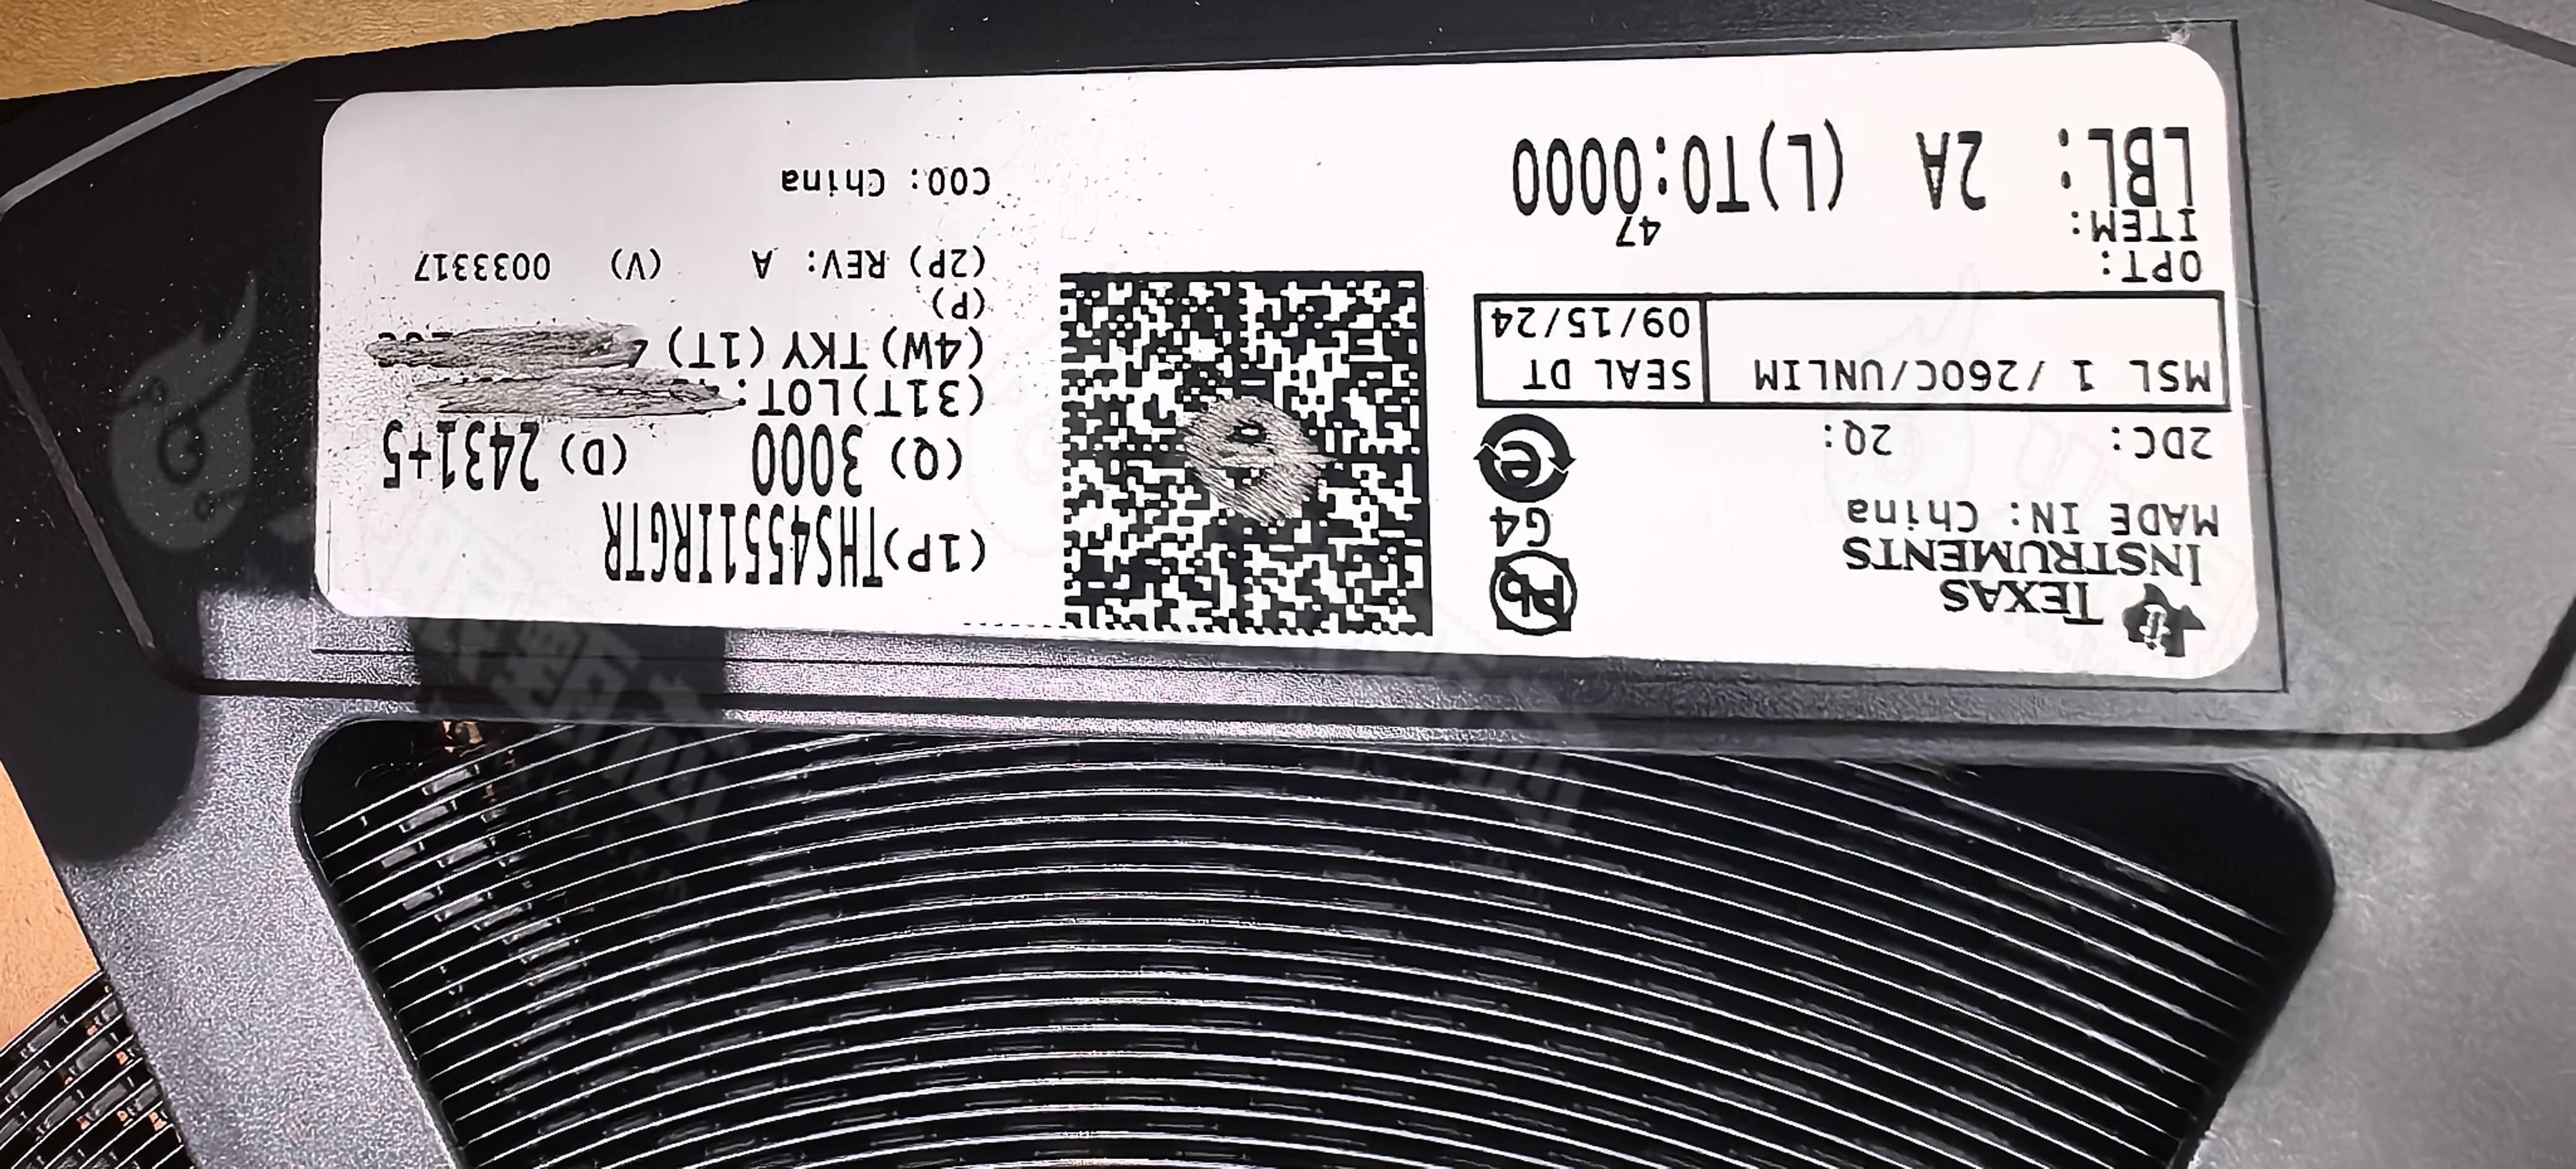 TEXAS
INSTRUMENTS
MADE IN: China
2DC: 2Q:
MSL 1 /260C/UNLIM
SEAL DT
09/15/24
OPT:
ITEM: 47
LBL: 2A (L)T0:0000
Pb
G4
e
(1P)THS4551IRGTR
(Q) 3000 (D) 2431+5
(31T)LOT:
(4W) TKY (1T)
(P)
(2P) REV: A (V) 0033317
COO: China